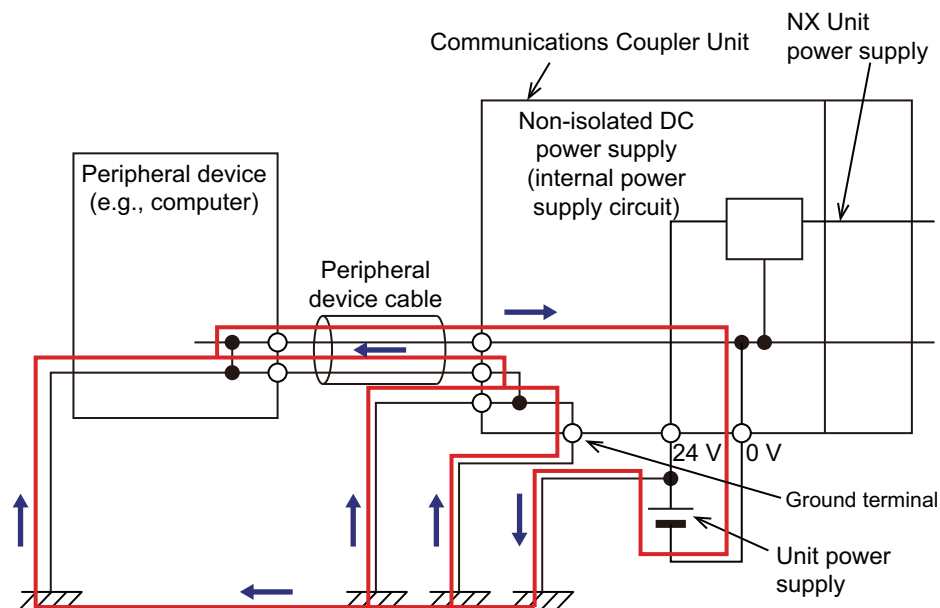 Communications Coupler Unit
NX Unit
power supply
Non-isolated DC
power supply
(internal power
supply circuit)
Peripheral device
(e.g., computer)
Peripheral
device cable
24 V
0 V
Ground terminal
Unit power
supply